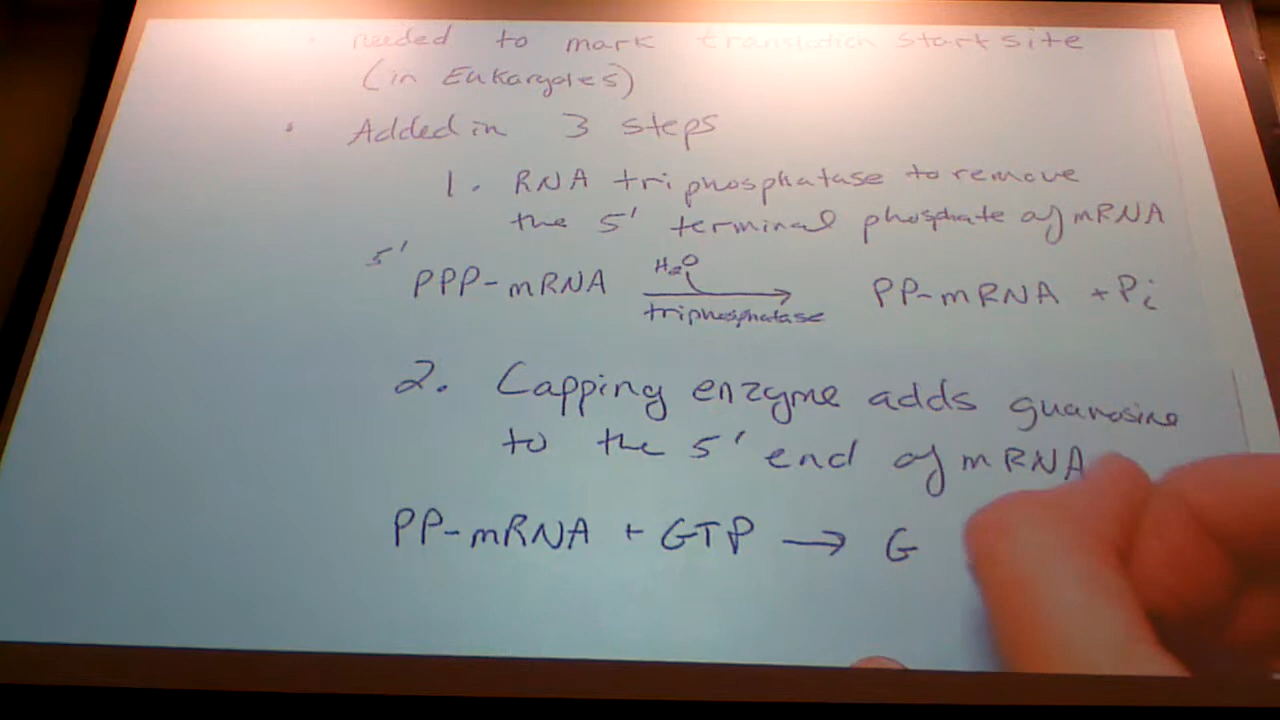 · needed to mark translation start site
(in Eukaryotes)
· Added in 3 steps
1. RNA triphosphatase to remove
the 5' terminal phosphate of mRNA
5' PPP-mRNA H2O triphosphatase → PP-mRNA + Pi
2. Capping enzyme adds guanosine
to the 5' end of mRNA
PP-mRNA + GTP → G